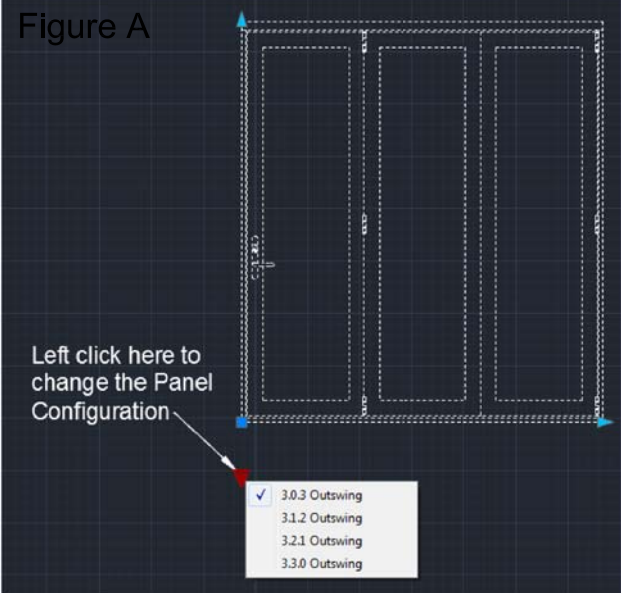 Figure A
Left click here to
change the Panel
Configuration
3.0.3 Outswing
3.1.2 Outswing
3.2.1 Outswing
3.3.0 Outswing